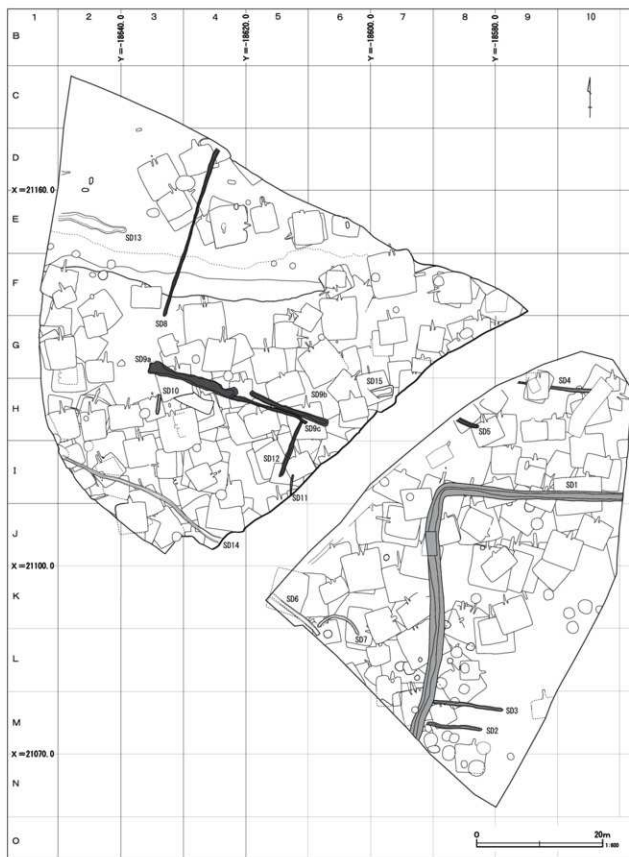 1 2 3 4 5 6 7 8 9 10
Y=-18640.0
Y=-18620.0
Y=-18600.0
Y=-18580.0
B
C
D
X=21160.0
E
SD13
F
SD8
G
SD9a
SD15
SD4
SD10
SD9b
H
SD5
SD9c
SD12
I
SD1
SD11
J
SD14
X=21100.0
K
SD6
SD7
L
SD3
M
SD2
X=21070.0
N
0 20m
1:600
O